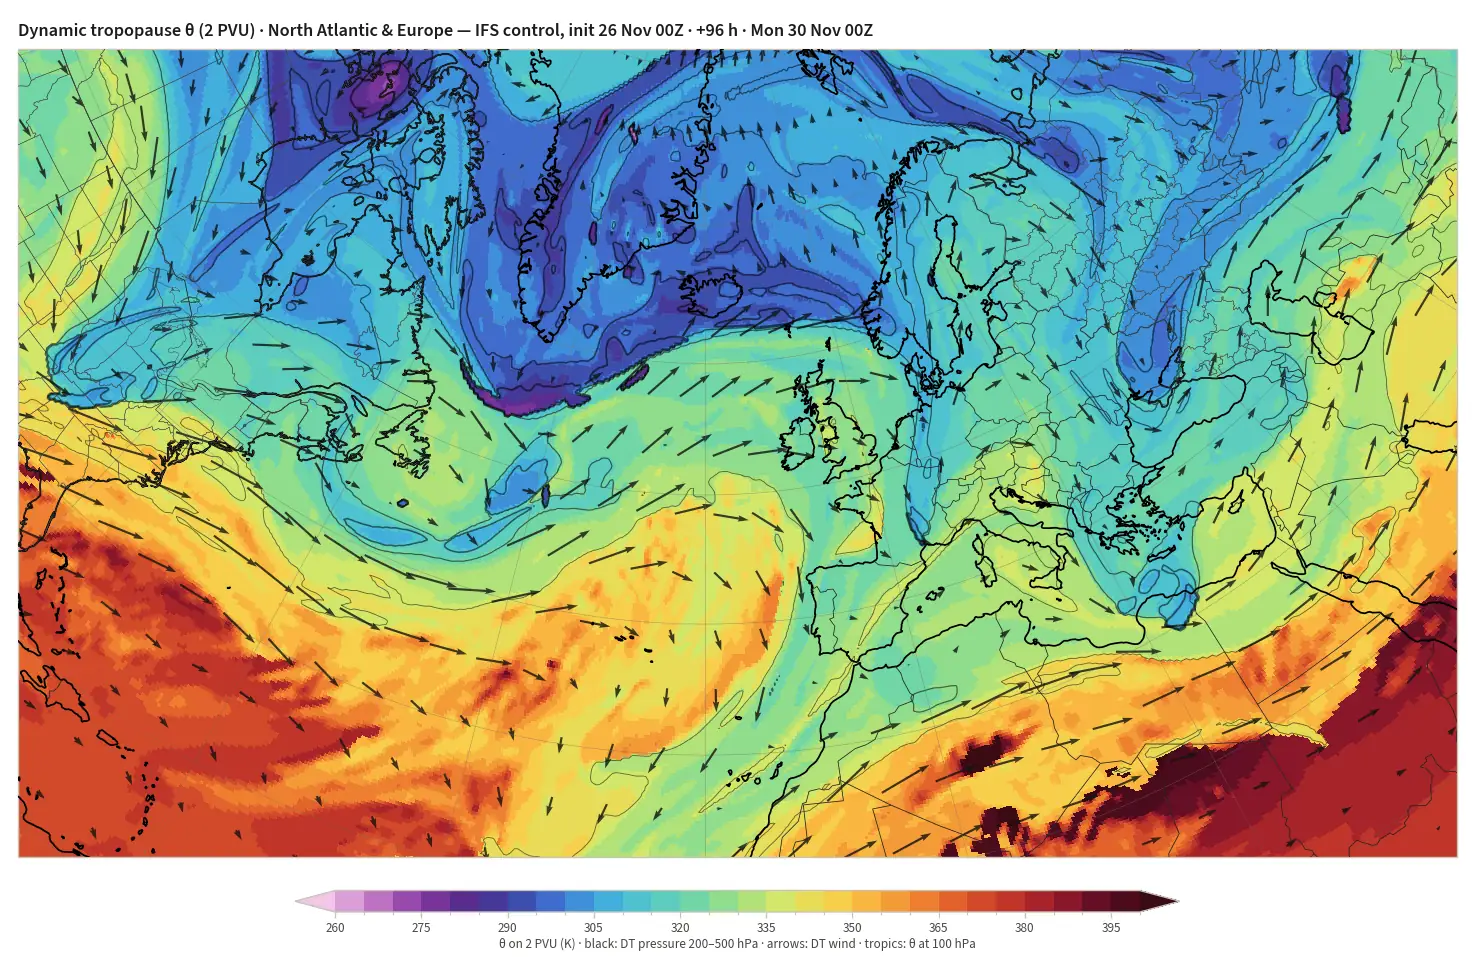 Dynamic tropopause θ (2 PVU) · North Atlantic & Europe — IFS control, init 26 Nov 00Z · +96 h · Mon 30 Nov 00Z
260 275 290 305 320 335 350 365 380 395
θ on 2 PVU (K) · black: DT pressure 200–500 hPa · arrows: DT wind · tropics: θ at 100 hPa